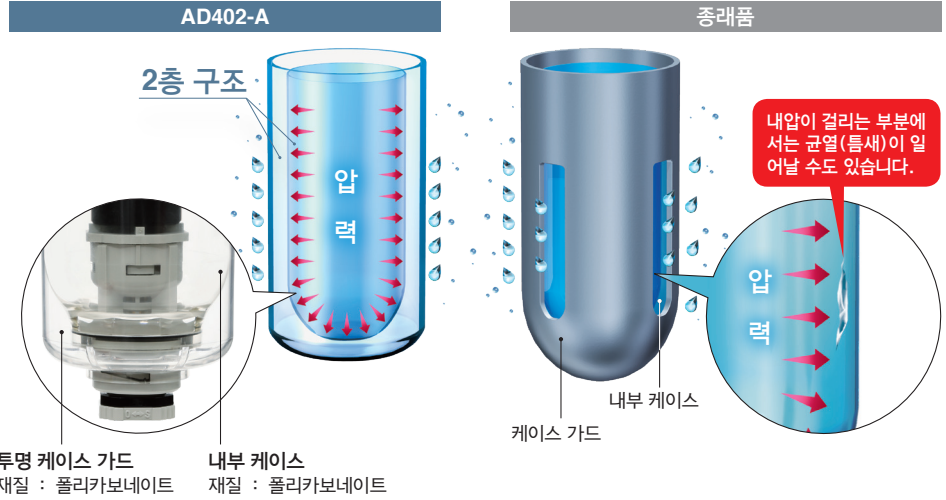 AD402-A
종래품
2층 구조
압
력
내압이 걸리는 부분에
서는 균열(틈새)이 일
어날 수도 있습니다.
압
력
내부 케이스
케이스 가드
투명 케이스 가드
재질 : 폴리카보네이트
내부 케이스
재질 : 폴리카보네이트